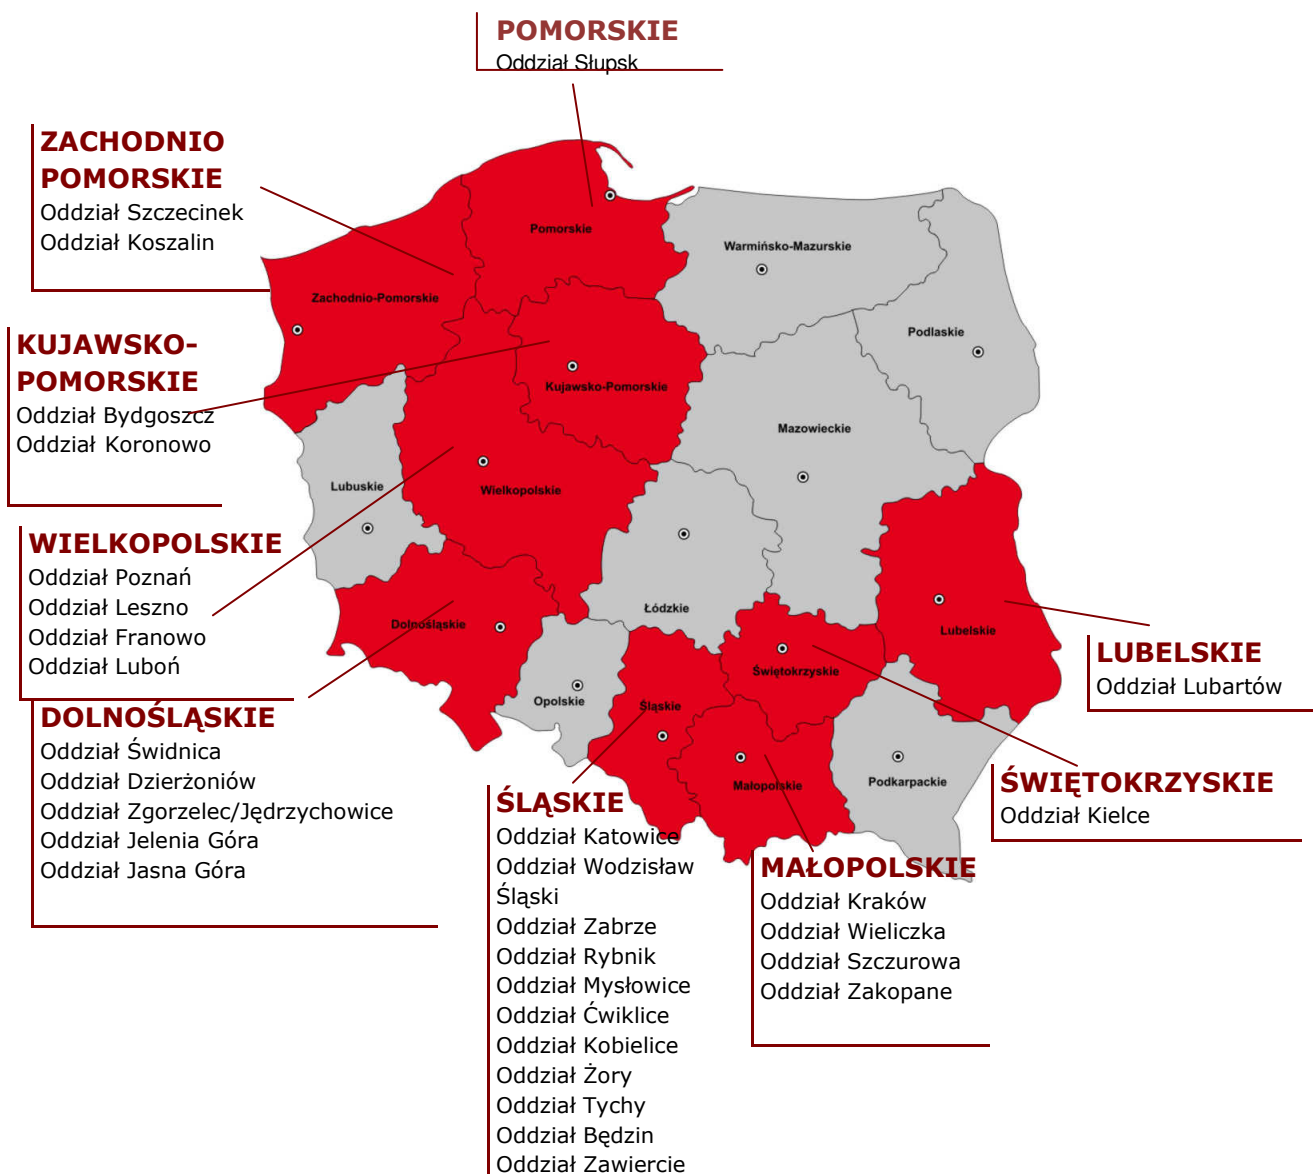 POMORSKIE
Oddział Słupsk
ZACHODNIO
POMORSKIE
Oddział Szczecinek
Oddział Koszalin
KUJAWSKO-
POMORSKIE
Oddział Bydgoszcz
Oddział Koronowo
WIELKOPOLSKIE
Oddział Poznań
Oddział Leszno
Oddział Franowo
Oddział Luboń
DOLNOŚLĄSKIE
Oddział Świdnica
Oddział Dzierżoniów
Oddział Zgorzelec/Jędrzychowice
Oddział Jelenia Góra
Oddział Jasna Góra
Pomorskie
Warmińsko-Mazurskie
Zachodnio-Pomorskie
Podlaskie
Kujawsko-Pomorskie
Mazowieckie
Lubuskie
Wielkopolskie
Łódzkie
Dolnośląskie
Lubelskie
Świętokrzyskie
Opolskie
Śląskie
Małopolskie
Podkarpackie
ŚLĄSKIE
Oddział Katowice
Oddział Wodzisław
Śląski
Oddział Zabrze
Oddział Rybnik
Oddział Mysłowice
Oddział Ćwiklice
Oddział Kobielice
Oddział Żory
Oddział Tychy
Oddział Będzin
Oddział Zawiercie
MAŁOPOLSKIE
Oddział Kraków
Oddział Wieliczka
Oddział Szczurowa
Oddział Zakopane
LUBELSKIE
Oddział Lubartów
ŚWIĘTOKRZYSKIE
Oddział Kielce